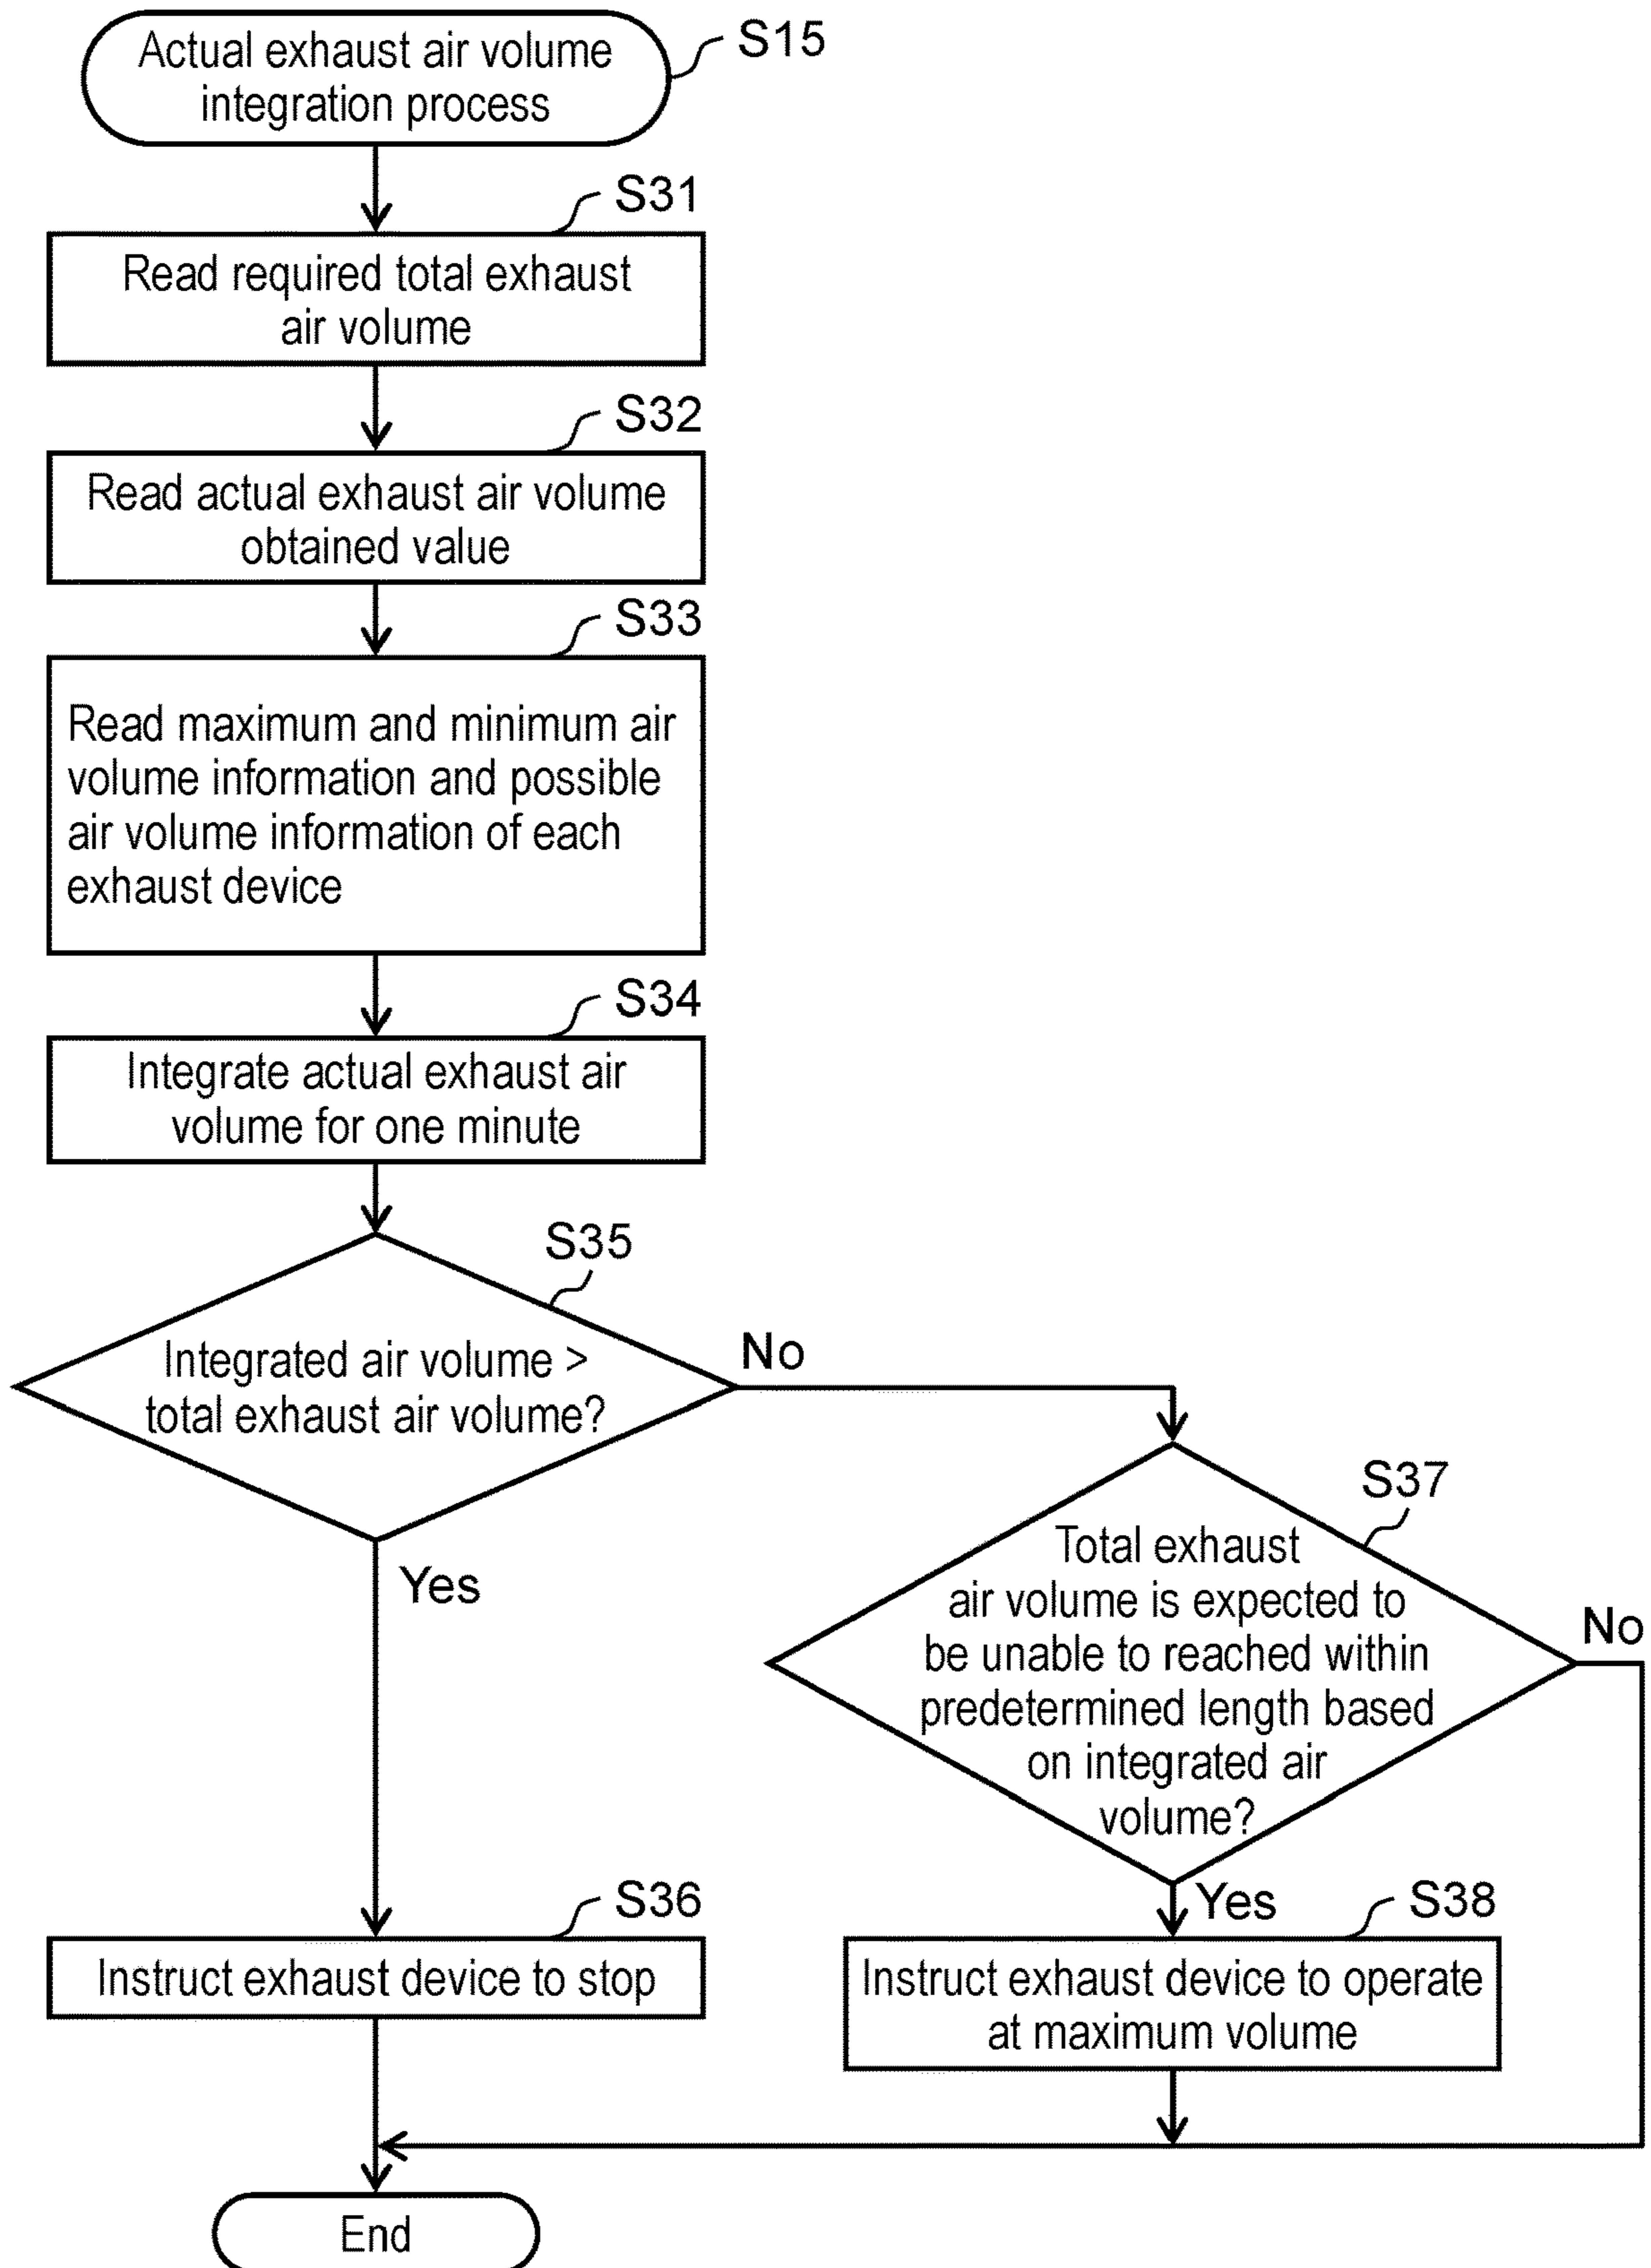 Actual exhaust air volume
integration process
S15
S31
Read required total exhaust
air volume
S32
Read actual exhaust air volume
obtained value
S33
Read maximum and minimum air
volume information and possible
air volume information of each
exhaust device
S34
Integrate actual exhaust air
volume for one minute
S35
Integrated air volume >
total exhaust air volume?
No
Yes
S37
Total exhaust
air volume is expected to
be unable to reached within
predetermined length based
on integrated air
volume?
No
Yes
S36
Instruct exhaust device to stop
S38
Instruct exhaust device to operate
at maximum volume
End